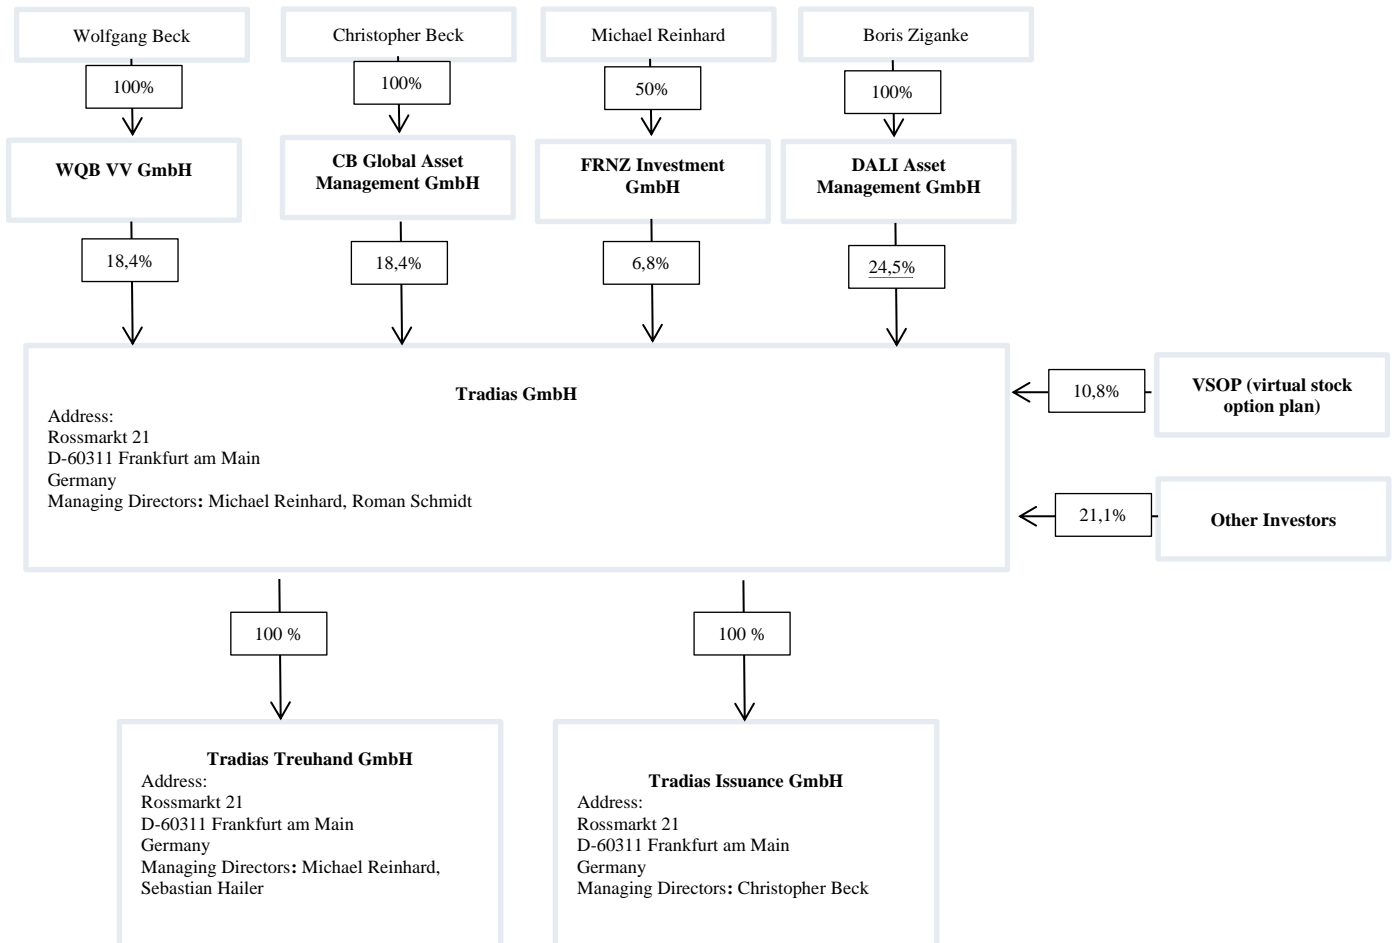 Wolfgang Beck
Christopher Beck
Michael Reinhard
Boris Ziganke
100%
100%
50%
100%
WQB VV GmbH
CB Global Asset
Management GmbH
FRNZ Investment
GmbH
DALI Asset
Management GmbH
18,4%
18,4%
6,8%
24,5%
Tradias GmbH
Address:
Rossmarkt 21
D-60311 Frankfurt am Main
Germany
Managing Directors: Michael Reinhard, Roman Schmidt
10,8%
VSOP (virtual stock
option plan)
21,1%
Other Investors
100 %
100 %
Tradias Treuhand GmbH
Address:
Rossmarkt 21
D-60311 Frankfurt am Main
Germany
Managing Directors: Michael Reinhard,
Sebastian Hailer
Tradias Issuance GmbH
Address:
Rossmarkt 21
D-60311 Frankfurt am Main
Germany
Managing Directors: Christopher Beck